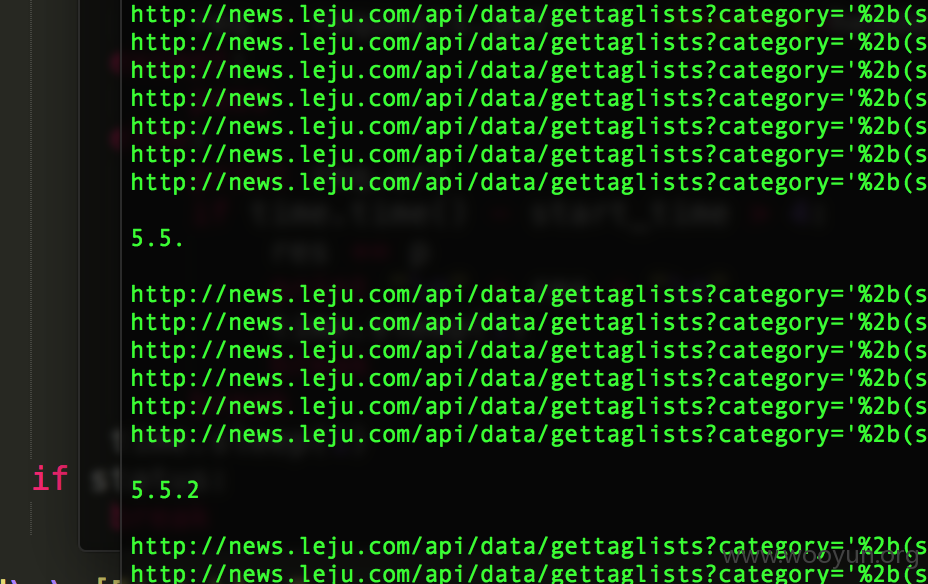 http://news.leju.com/api/data/gettaglists?category='%2b(s
http://news.leju.com/api/data/gettaglists?category='%2b(s
http://news.leju.com/api/data/gettaglists?category='%2b(s
http://news.leju.com/api/data/gettaglists?category='%2b(s
http://news.leju.com/api/data/gettaglists?category='%2b(s
http://news.leju.com/api/data/gettaglists?category='%2b(s
http://news.leju.com/api/data/gettaglists?category='%2b(s
if time.time() - start_time >
res
5.5.
http://news.leju.com/api/data/gettaglists?category='%2b(s
http://news.leju.com/api/data/gettaglists?category='%2b(s
http://news.leju.com/api/data/gettaglists?category='%2b(s
http://news.leju.com/api/data/gettaglists?category='%2b(s
http://news.leju.com/api/data/gettaglists?category='%2b(s
http://news.leju.com/api/data/gettaglists?category='%2b(s
if
5.5.2
http://news.leju.com/api/data/gettaglists?category='%2b(s
www.wooyun.org
http://news.leju.com/api/data/gettaglists?category='%2b(s